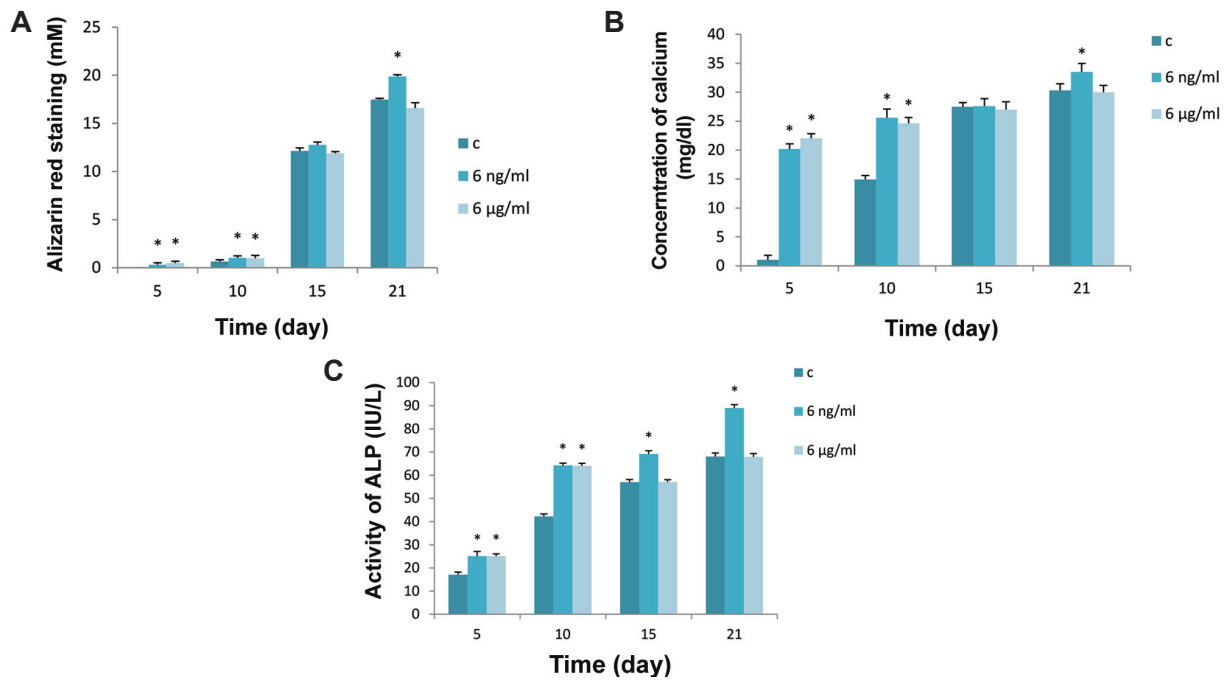 A
Alizarin red staining (mM)
25
20
15
10
5
0
*
*
*
*
*
5
10
15
21
Time (day)
c
6 ng/ml
6 µg/ml
B
Concerntration of calcium
(mg/dl)
40
35
30
25
20
15
10
5
0
*
*
*
*
*
5
10
15
21
Time (day)
c
6 ng/ml
6 µg/ml
C
Activity of ALP (IU/L)
100
90
80
70
60
50
40
30
20
10
0
*
*
*
*
*
*
5
10
15
21
Time (day)
c
6 ng/ml
6 µg/ml